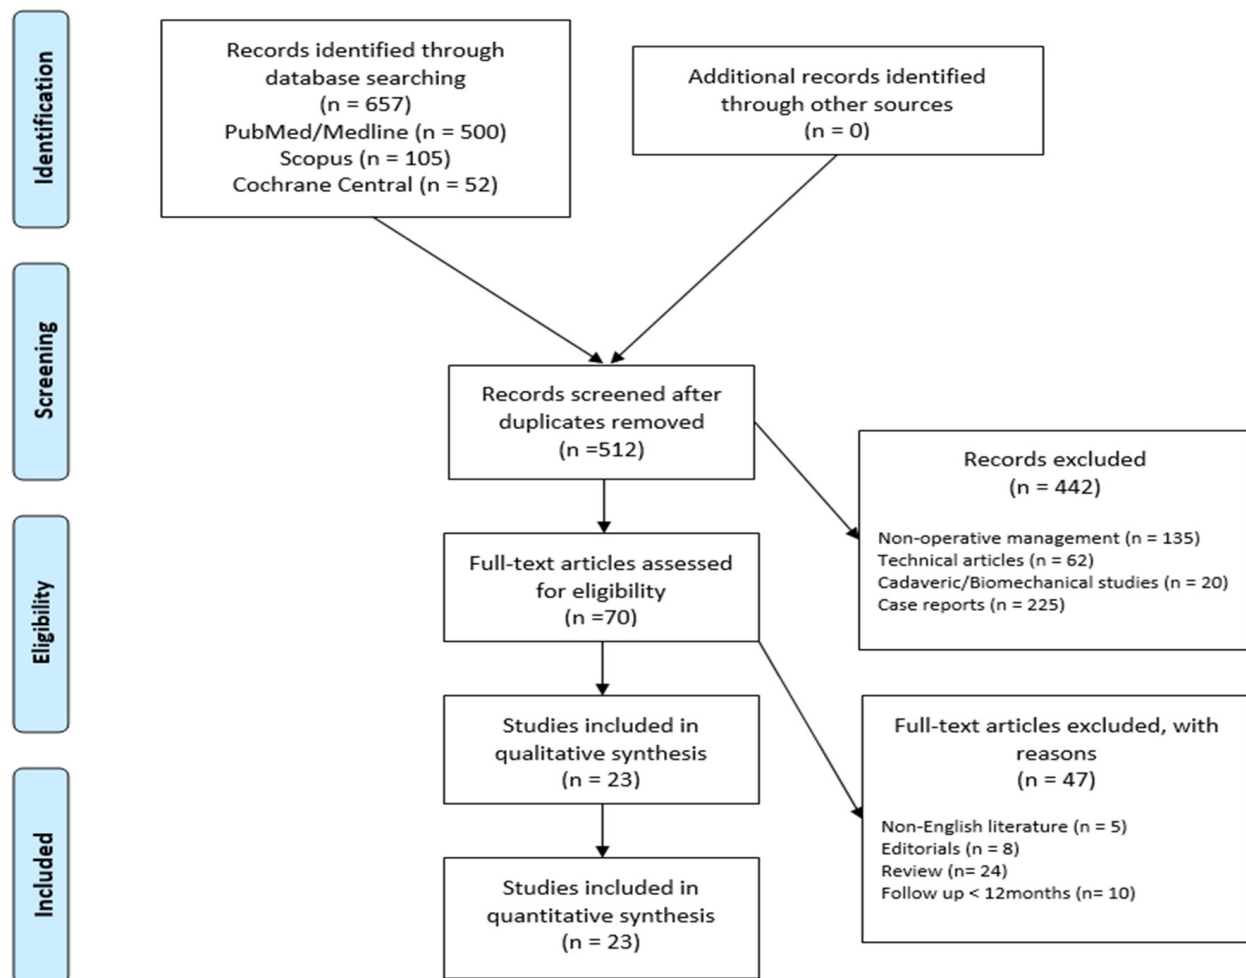 Identification
Records identified through
database searching
(n = 657)
PubMed/Medline (n = 500)
Scopus (n = 105)
Cochrane Central (n = 52)
Additional records identified
through other sources
(n = 0)
Screening
Records screened after
duplicates removed
(n =512)
Records excluded
(n = 442)
Non-operative management (n = 135)
Technical articles (n = 62)
Cadaveric/Biomechanical studies (n = 20)
Case reports (n = 225)
Eligibility
Full-text articles assessed
for eligibility
(n =70)
Full-text articles excluded, with
reasons
(n = 47)
Non-English literature (n = 5)
Editorials (n = 8)
Review (n= 24)
Follow up < 12months (n= 10)
Studies included in
qualitative synthesis
(n = 23)
Included
Studies included in
quantitative synthesis
(n = 23)